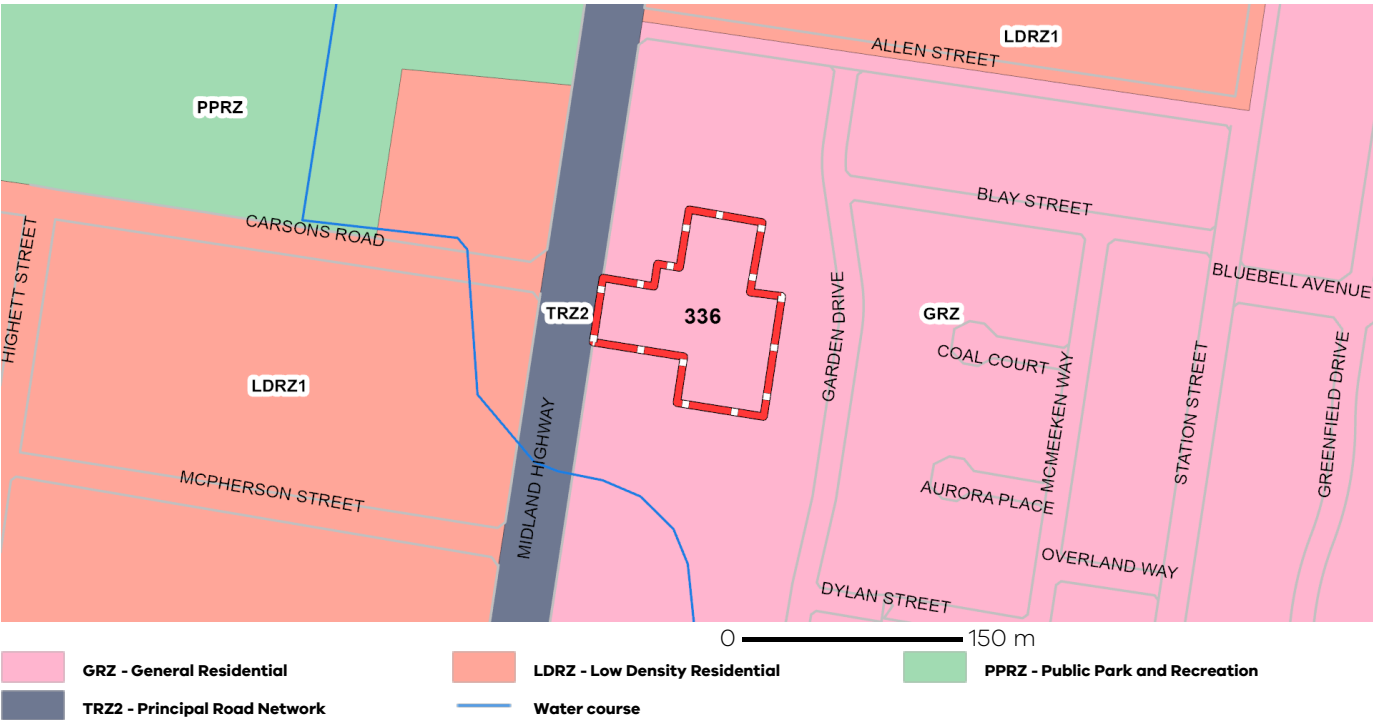 LDRZ1
ALLEN STREET
PPRZ
BLAY STREET
CARSONS ROAD
HIGHETT STREET
BLUEBELL AVENUE
TRZ2
336
GRZ
GARDEN DRIVE
COAL COURT
LDRZ1
MCMEEKEN WAY
STATION STREET
GREENFIELD DRIVE
MIDLAND HIGHWAY
MCPHERSON STREET
AURORA PLACE
OVERLAND WAY
DYLAN STREET
0 150 m
GRZ - General Residential
LDRZ - Low Density Residential
PPRZ - Public Park and Recreation
TRZ2 - Principal Road Network
Water course